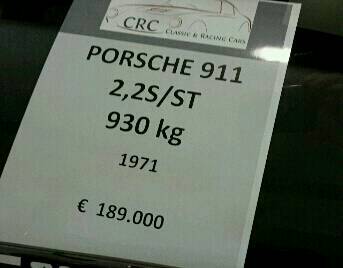 CRC CLASSIC & RACING CARS
PORSCHE 911
2,2S/ST
930 kg
1971
€ 189.000